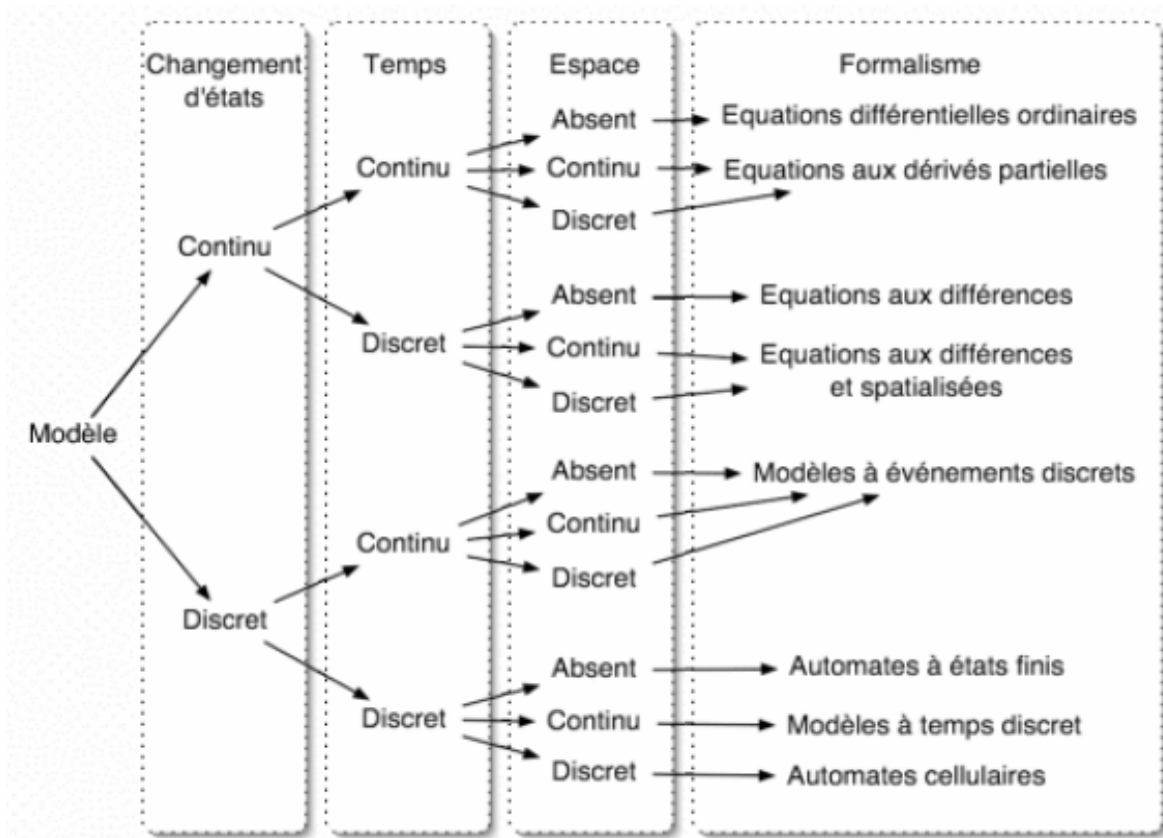 Changement
d'états
Temps
Espace
Formalisme
Absent
Equations différentielles ordinaires
Continu
Continu
Equations aux dérivés partielles
Discret
Continu
Absent
Equations aux différences
Discret
Continu
Equations aux différences
et spatialisées
Discret
Modèle
Absent
Modèles à événements discrets
Continu
Continu
Discret
Discret
Absent
Automates à états finis
Discret
Continu
Modèles à temps discret
Discret
Automates cellulaires